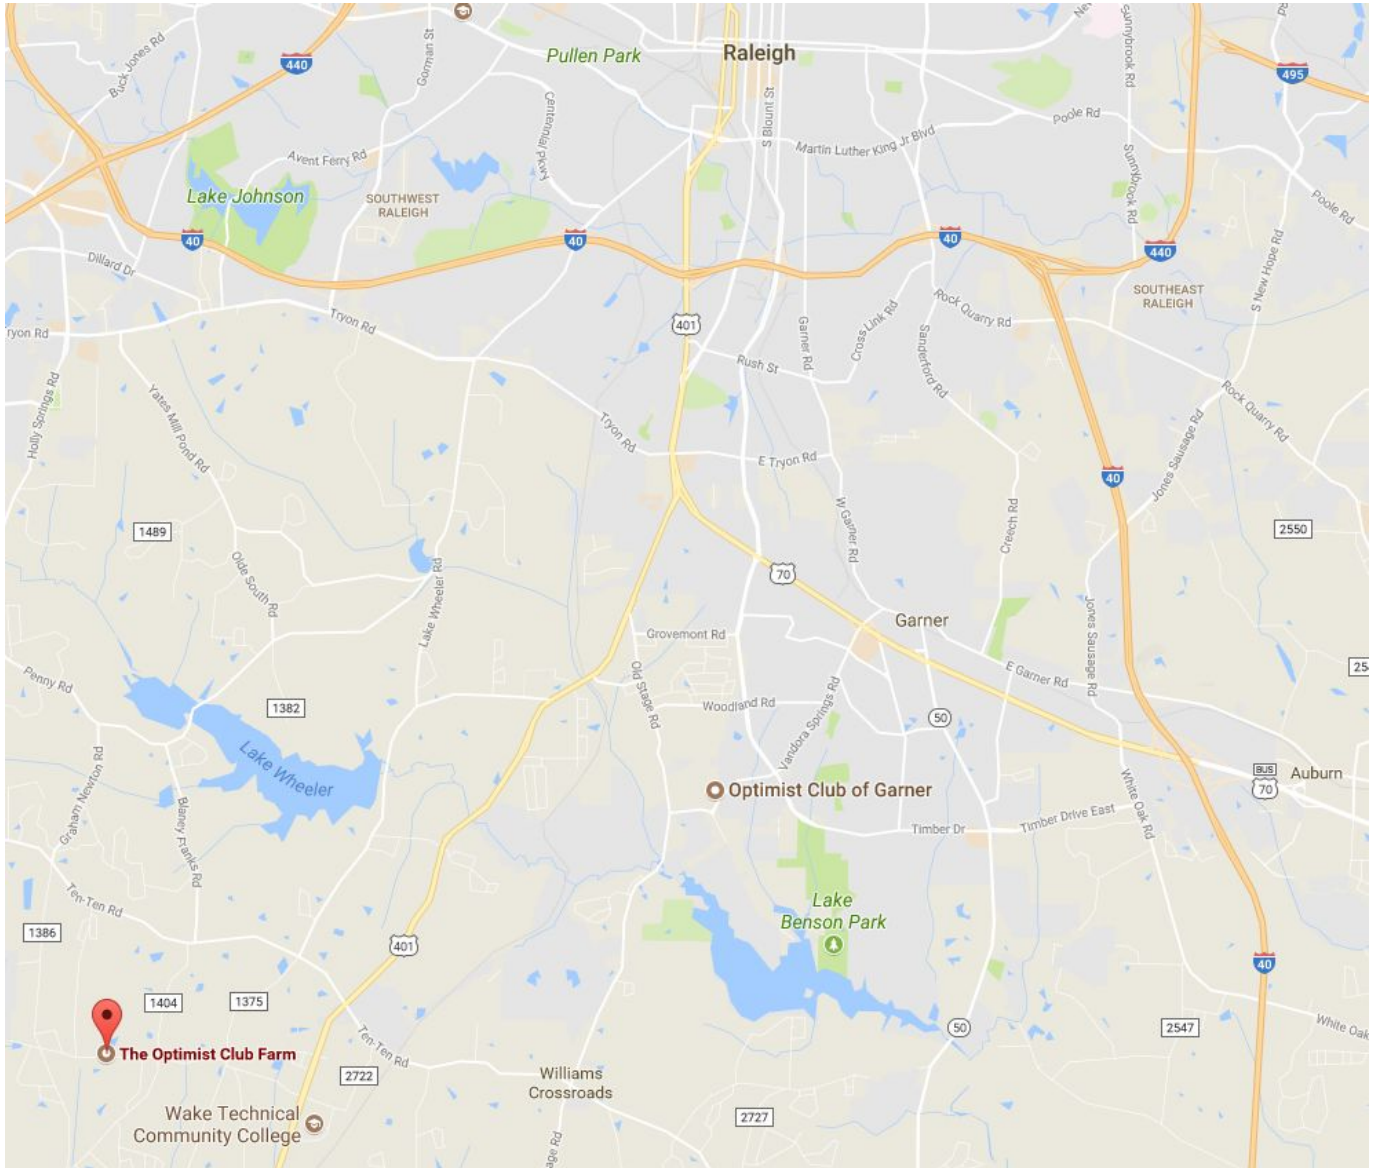 Buck Jones Rd
440
Gorman St
Pullen Park
Raleigh
Sunnybrook Rd
495
S Blount St
Centennial Pkwy
Poole Rd
Martin Luther King Jr Blvd
Avent Ferry Rd
Sunnybrook Rd
Lake Johnson
SOUTHWEST
RALEIGH
Poole Rd
40
40
40
440
Dillard Dr
S New Hope Rd
SOUTHEAST
RALEIGH
Rock Quarry Rd
Tryon Rd
401
Garner Rd
Cross Link Rd
Sanderford Rd
ryon Rd
Rush St
Holly Springs Rd
Yates Mill Pond Rd
Rock Quarry Rd
Tryon Rd
Jones Sausage Rd
E Tryon Rd
40
1489
W Garner Rd
Creech Rd
2550
Olde South Rd
Lake Wheeler Rd
70
Garner
Grovemont Rd
Jones Sausage Rd
E Garner Rd
254
Penny Rd
Old Stage Rd
Vandora Springs Rd
1382
Woodland Rd
50
Lake Wheeler
Graham Newton Rd
White Oak Rd
BUS
70
Auburn
Optimist Club of Garner
Blaney Franks Rd
Timber Dr
Timber Drive East
Ten-Ten Rd
Lake
Benson Park
1386
401
40
1404
1375
50
2547
White Oak
The Optimist Club Farm
Ten-Ten Rd
2722
Williams
Crossroads
Wake Technical
Community College
2727
age Rd